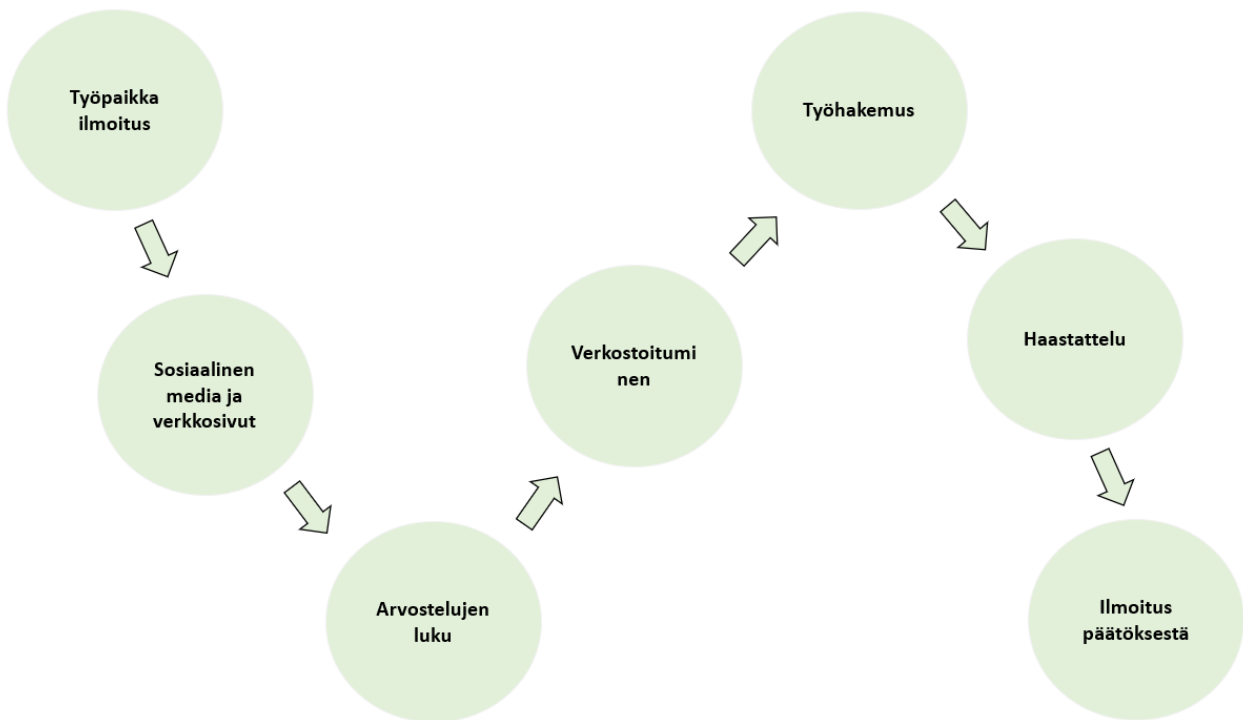 Työpaikka
ilmoitus
Sosiaalinen
media ja
verkkosivut
Arvostelujen
luku
Verkostoitumi
nen
Työhakemus
Haastattelu
Ilmoitus
päätöksestä